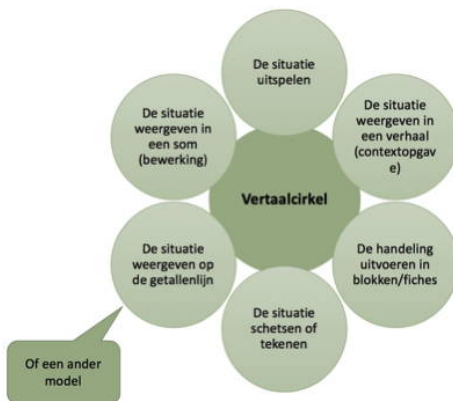 De situatie
uitspelen
De situatie
weergeven in
een verhaal
(contextopgav
e)
De handeling
uitvoeren in
blokken/fiches
De situatie
schetsen of
tekenen
De situatie
weergeven op
de getallenlijn
De situatie
weergeven in
een som
(bewerking)
Vertaalcirkel
Of een ander
model